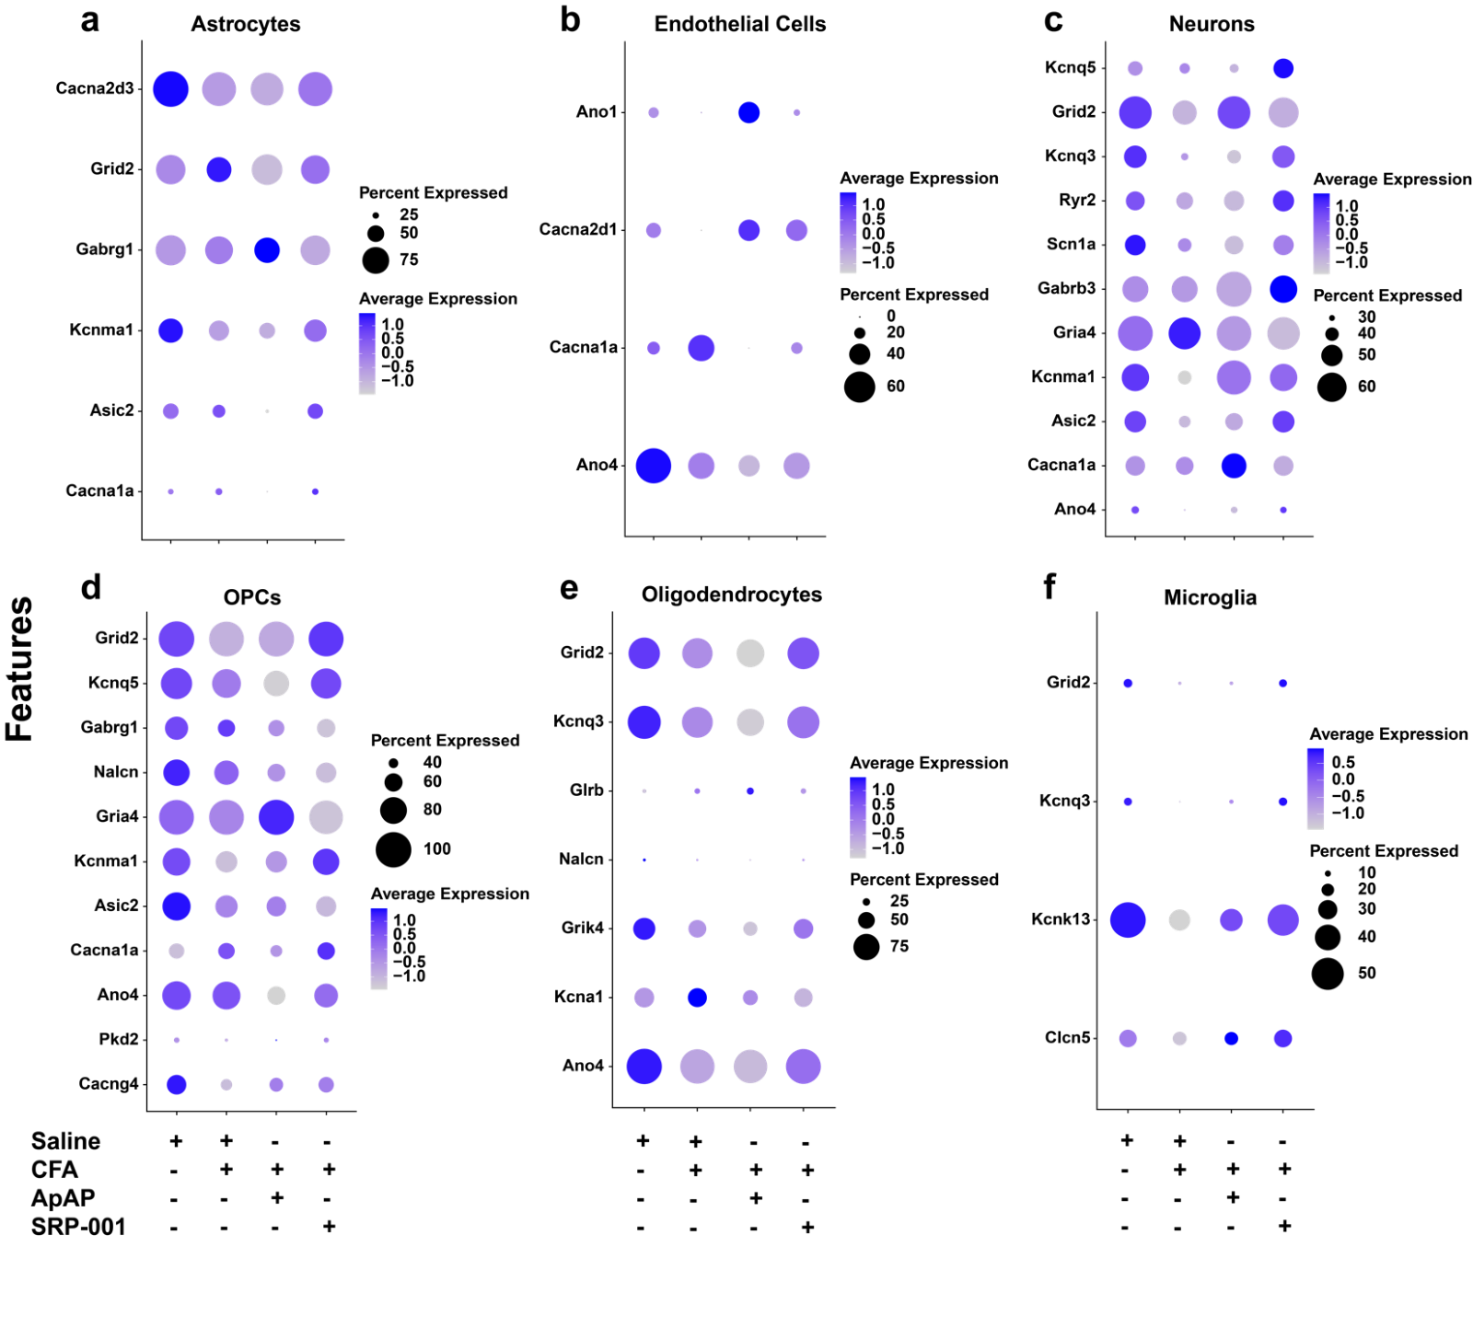 a Astrocytes
Cacna2d3
Grid2
Gabrg1
Kcnma1
Asic2
Cacna1a
Percent Expressed
25
50
75
Average Expression
1.0
0.5
0.0
−0.5
−1.0
b Endothelial Cells
Ano1
Cacna2d1
Cacna1a
Ano4
Average Expression
1.0
0.5
0.0
−0.5
−1.0
Percent Expressed
0
20
40
60
c Neurons
Kcnq5
Grid2
Kcnq3
Ryr2
Scn1a
Gabrb3
Gria4
Kcnma1
Asic2
Cacna1a
Ano4
Average Expression
1.0
0.5
0.0
−0.5
−1.0
Percent Expressed
30
40
50
60
Features
d OPCs
Grid2
Kcnq5
Gabrg1
Nalcn
Gria4
Kcnma1
Asic2
Cacna1a
Ano4
Pkd2
Cacng4
Percent Expressed
40
60
80
100
Average Expression
1.0
0.5
0.0
−0.5
−1.0
e Oligodendrocytes
Grid2
Kcnq3
Glrb
Nalcn
Grik4
Kcna1
Ano4
Average Expression
1.0
0.5
0.0
−0.5
−1.0
Percent Expressed
25
50
75
f Microglia
Grid2
Kcnq3
Kcnk13
Clcn5
Average Expression
0.5
0.0
−0.5
−1.0
Percent Expressed
10
20
30
40
50
Saline + + - - + + - - + + - -
CFA - + + + - + + + - + + +
ApAP - - + - - - + - - - + -
SRP-001 - - - + - - - + - - - +